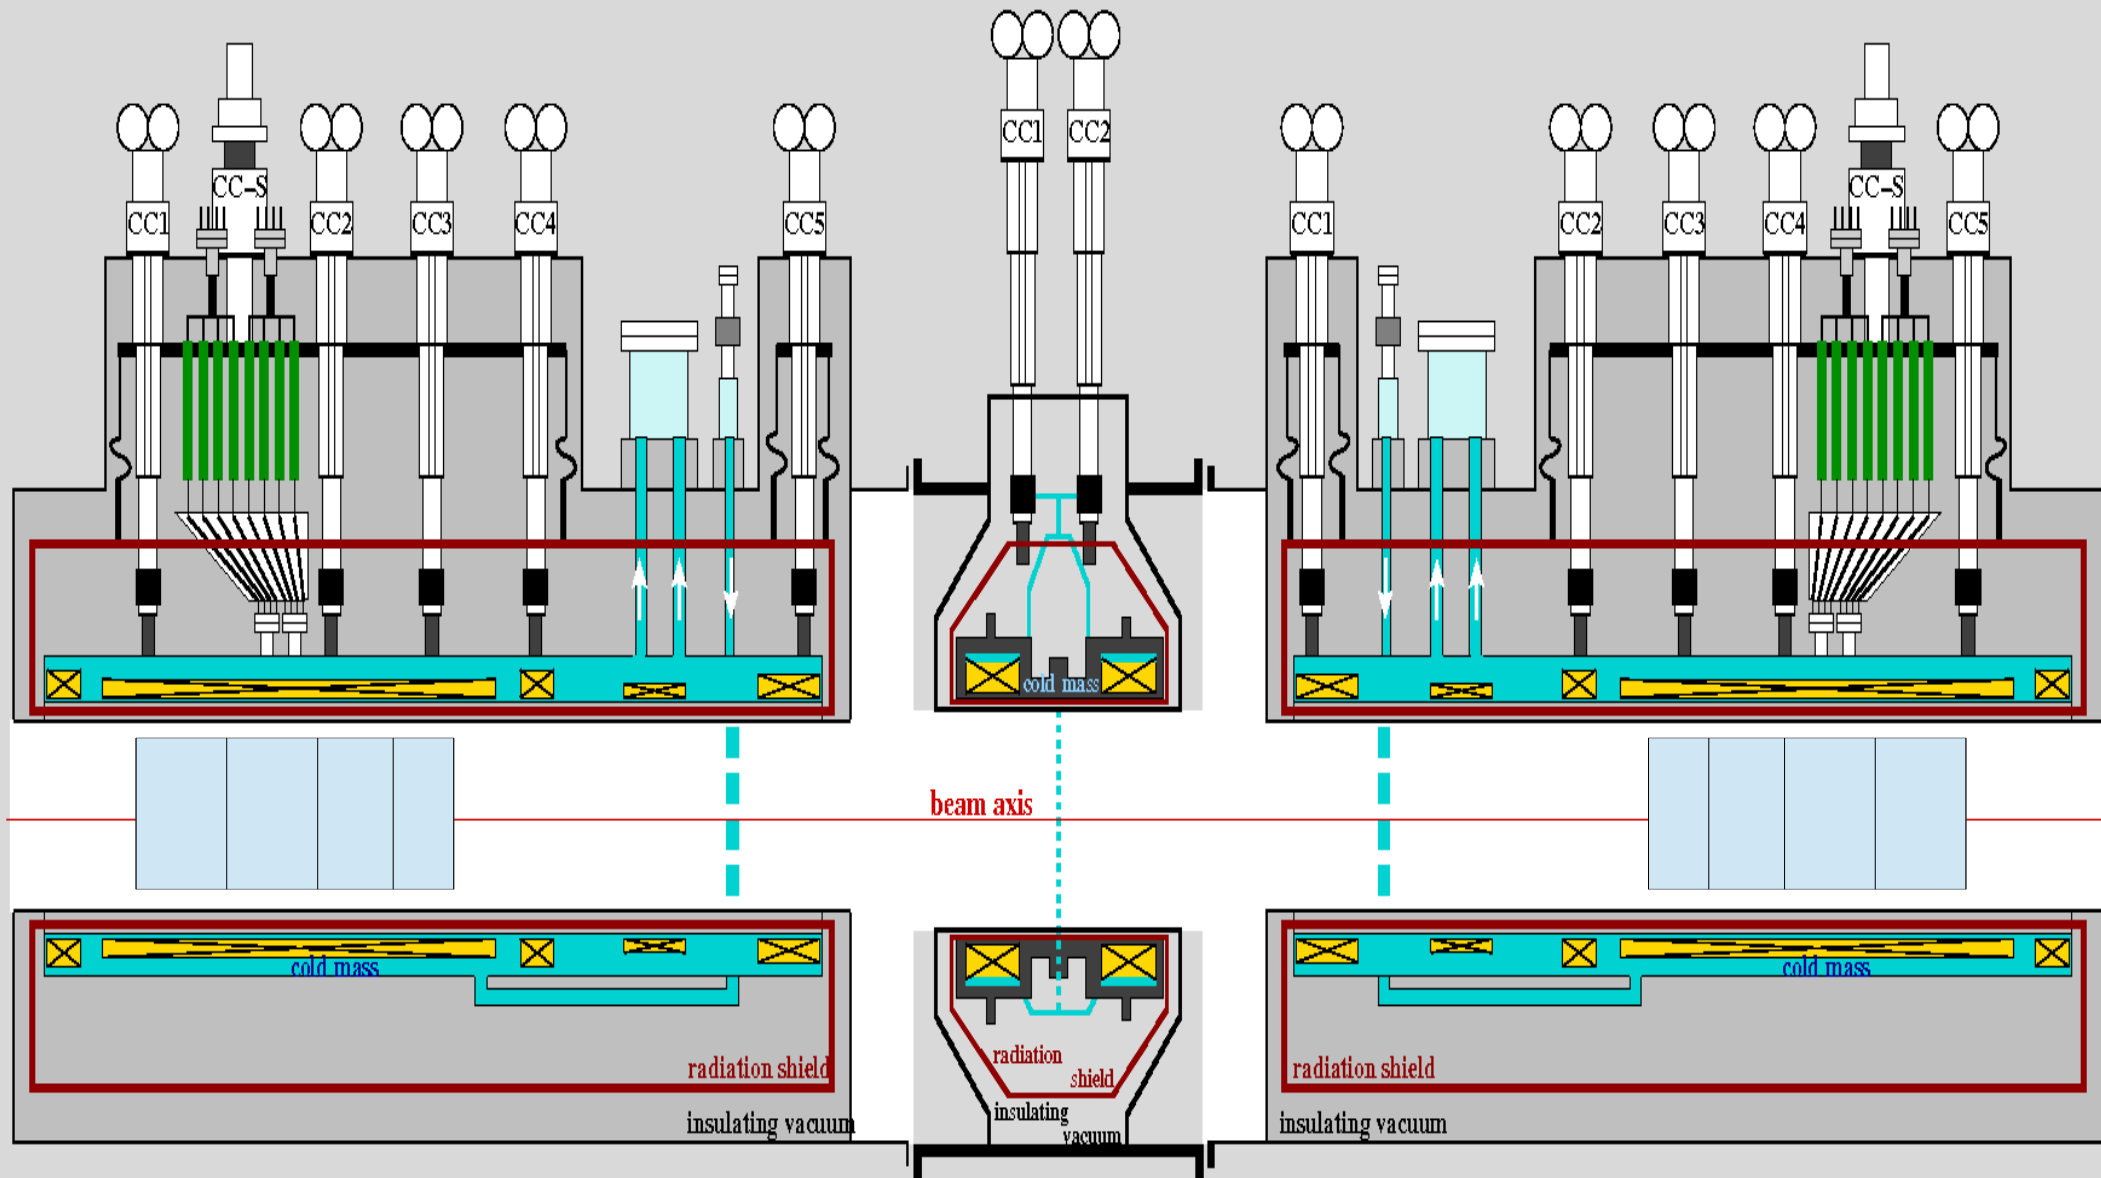 CC1 CC2
CC-S CC-S
CC1 CC2 CC3 CC4 CC5 CC1 CC2 CC3 CC4 CC5
cold mass
beam axis
cold mass cold mass
radiation
shield
radiation shield radiation shield
insulating
vacuum
insulating vacuum insulating vacuum